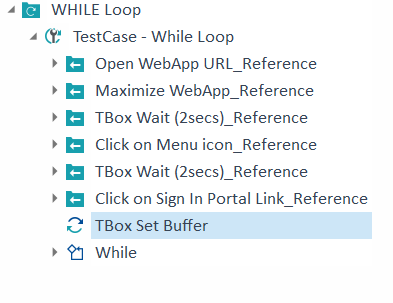 WHILE Loop
TestCase - While Loop
Open WebApp URL_Reference
Maximize WebApp_Reference
TBox Wait (2secs)_Reference
Click on Menu icon_Reference
TBox Wait (2secs)_Reference
Click on Sign In Portal Link_Reference
TBox Set Buffer
While